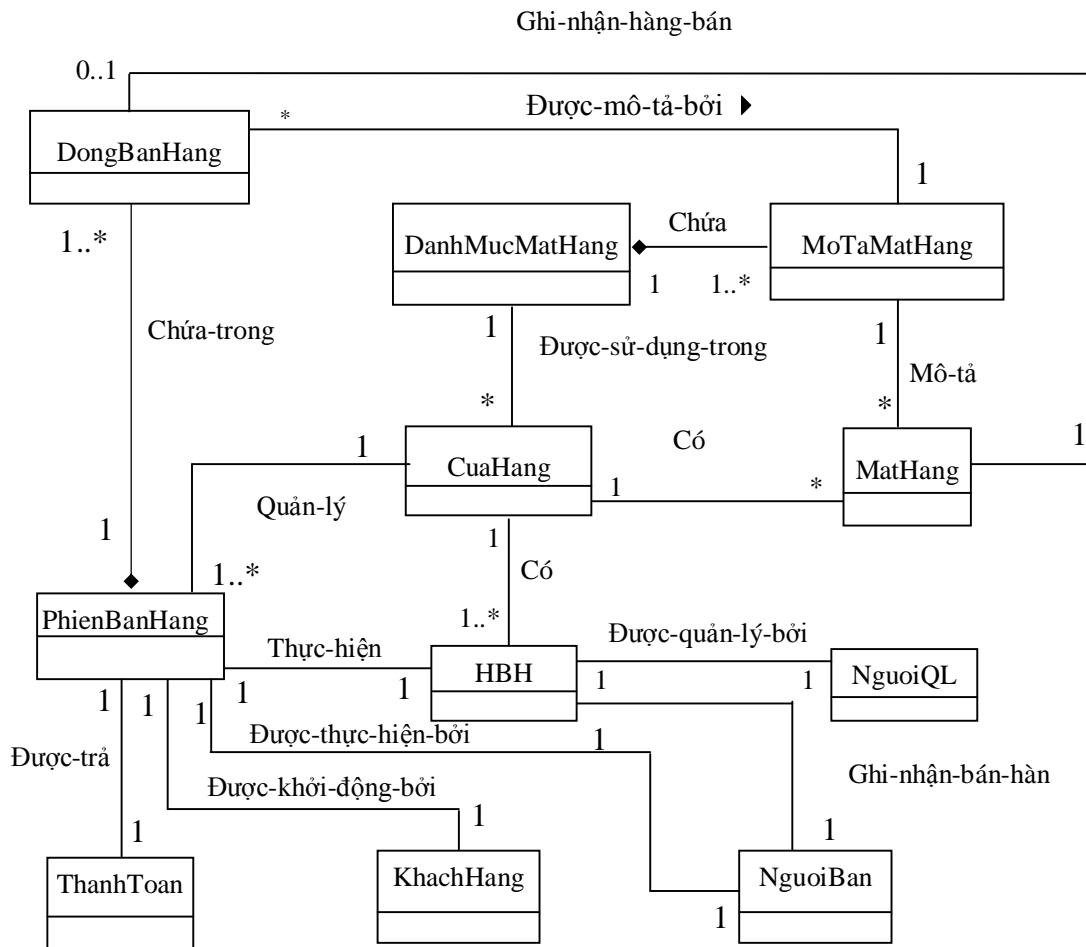 Ghi-nhận-hàng-bán
0..1
*
Được-mô-tả-bởi
DongBanHang
1
1..*
DanhMucMatHang
Chứa
MoTaMatHang
1
1..*
Chứa-trong
1
Được-sử-dụng-trong
1
Mô-tả
*
*
1
CuaHang
Có
MatHang
1
1
*
Quản-lý
1
1
1..*
Có
PhienBanHang
1..*
Được-quản-lý-bởi
Thực-hiện
HBH
NguoiQL
1
1
1
1
1
1
1
Được-thực-hiện-bởi
1
Được-trả
Được-khởi-động-bởi
Ghi-nhận-bán-hàn
1
1
1
ThanhToan
KhachHang
NguoiBan
1